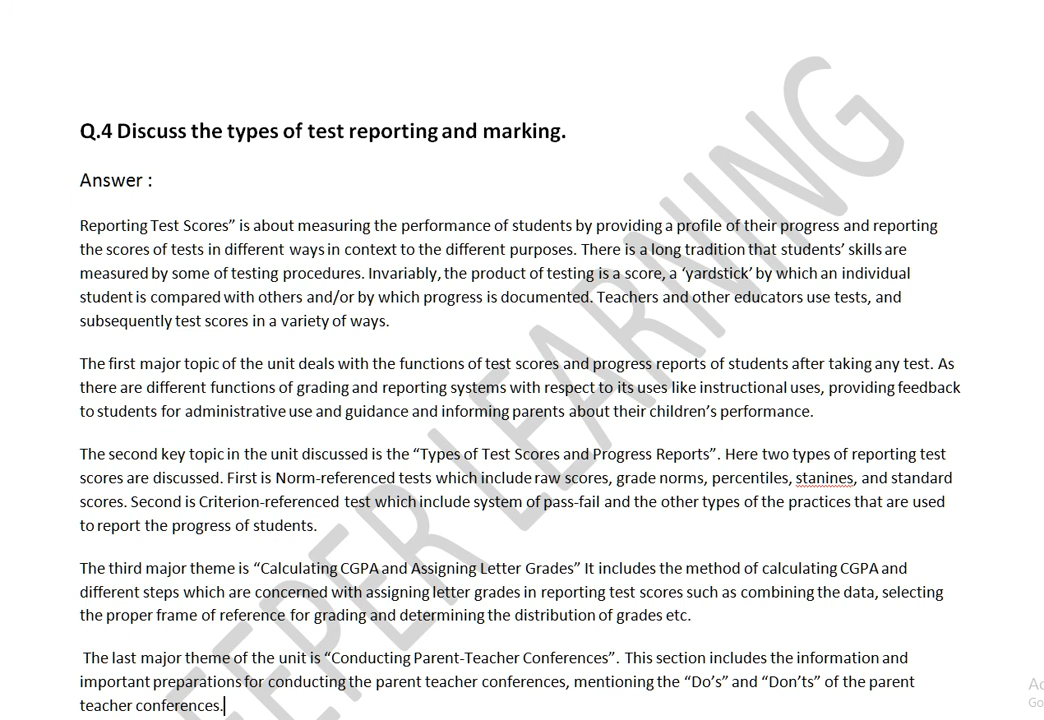 Q.4 Discuss the types of test reporting and marking.
Answer :
Reporting Test Scores” is about measuring the performance of students by providing a profile of their progress and reporting
the scores of tests in different ways in context to the different purposes. There is a long tradition that students’ skills are
measured by some of testing procedures. Invariably, the product of testing is a score, a ‘yardstick’ by which an individual
student is compared with others and/or by which progress is documented. Teachers and other educators use tests, and
subsequently test scores in a variety of ways.
The first major topic of the unit deals with the functions of test scores and progress reports of students after taking any test. As
there are different functions of grading and reporting systems with respect to its uses like instructional uses, providing feedback
to students for administrative use and guidance and informing parents about their children’s performance.
The second key topic in the unit discussed is the “Types of Test Scores and Progress Reports”. Here two types of reporting test
scores are discussed. First is Norm-referenced tests which include raw scores, grade norms, percentiles, stanines, and standard
scores. Second is Criterion-referenced test which include system of pass-fail and the other types of the practices that are used
to report the progress of students.
The third major theme is “Calculating CGPA and Assigning Letter Grades” It includes the method of calculating CGPA and
different steps which are concerned with assigning letter grades in reporting test scores such as combining the data, selecting
the proper frame of reference for grading and determining the distribution of grades etc.
The last major theme of the unit is “Conducting Parent-Teacher Conferences”. This section includes the information and
important preparations for conducting the parent teacher conferences, mentioning the “Do’s” and “Don’ts” of the parent
teacher conferences.
EEPER LEARNING